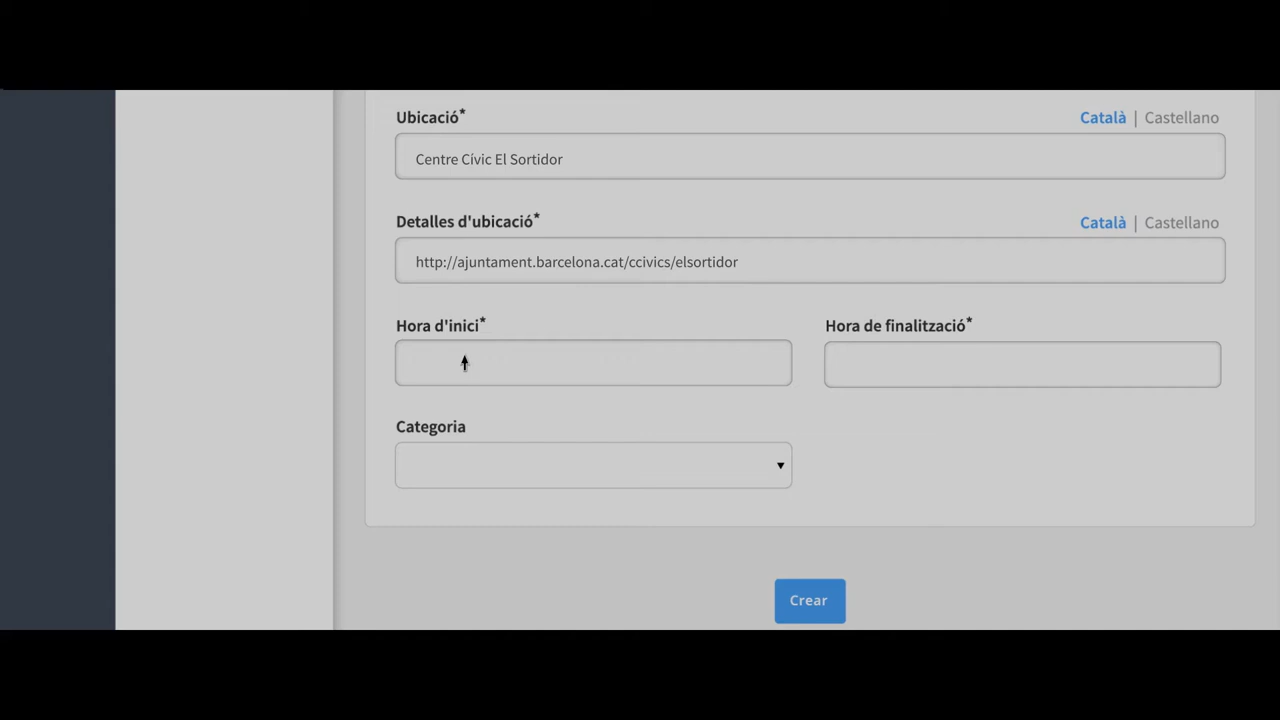 Ubicació* Català | Castellano
Centre Cívic El Sortidor
Detalles d'ubicació* Català | Castellano
http://ajuntament.barcelona.cat/ccivics/elsortidor
Hora d'inici* Hora de finalització*
Categoria
Crear